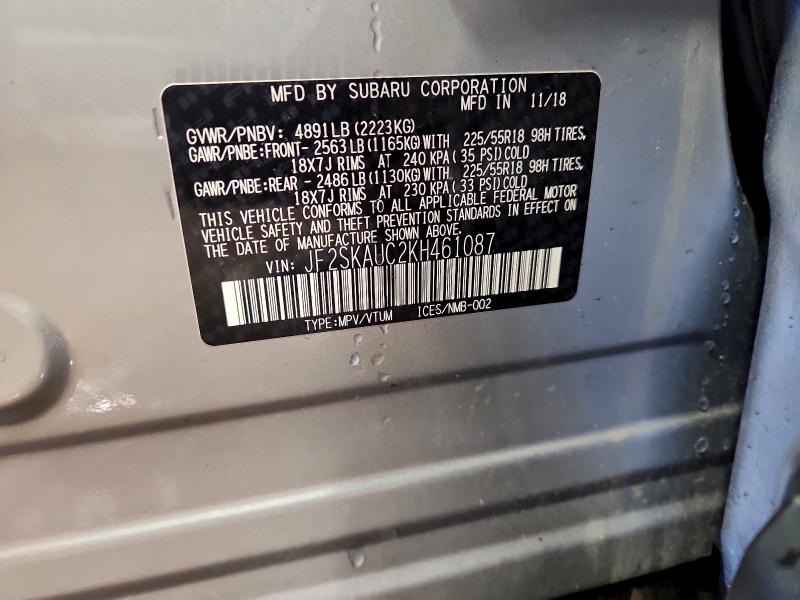 MFD BY SUBARU CORPORATION
MFD IN 11/18
GVWR/PNBV: 4891LB(2223KG)
GAWR/PNBE:FRONT- 2563LB(1165KG)WITH 225/55R18 98H TIRES,
18X7J RIMS AT 240 KPA(35 PSI)COLD
GAWR/PNBE:REAR - 2486LB(1130KG)WITH 225/55R18 98H TIRES,
18X7J RIMS AT 230 KPA(33 PSI)COLD
THIS VEHICLE CONFORMS TO ALL APPLICABLE FEDERAL MOTOR
VEHICLE SAFETY AND THEFT PREVENTION STANDARDS IN EFFECT ON
THE DATE OF MANUFACTURE SHOWN ABOVE.
VIN: JF2SKAUC2KH461087
TYPE:MPV/VTUM ICES/NMB-002